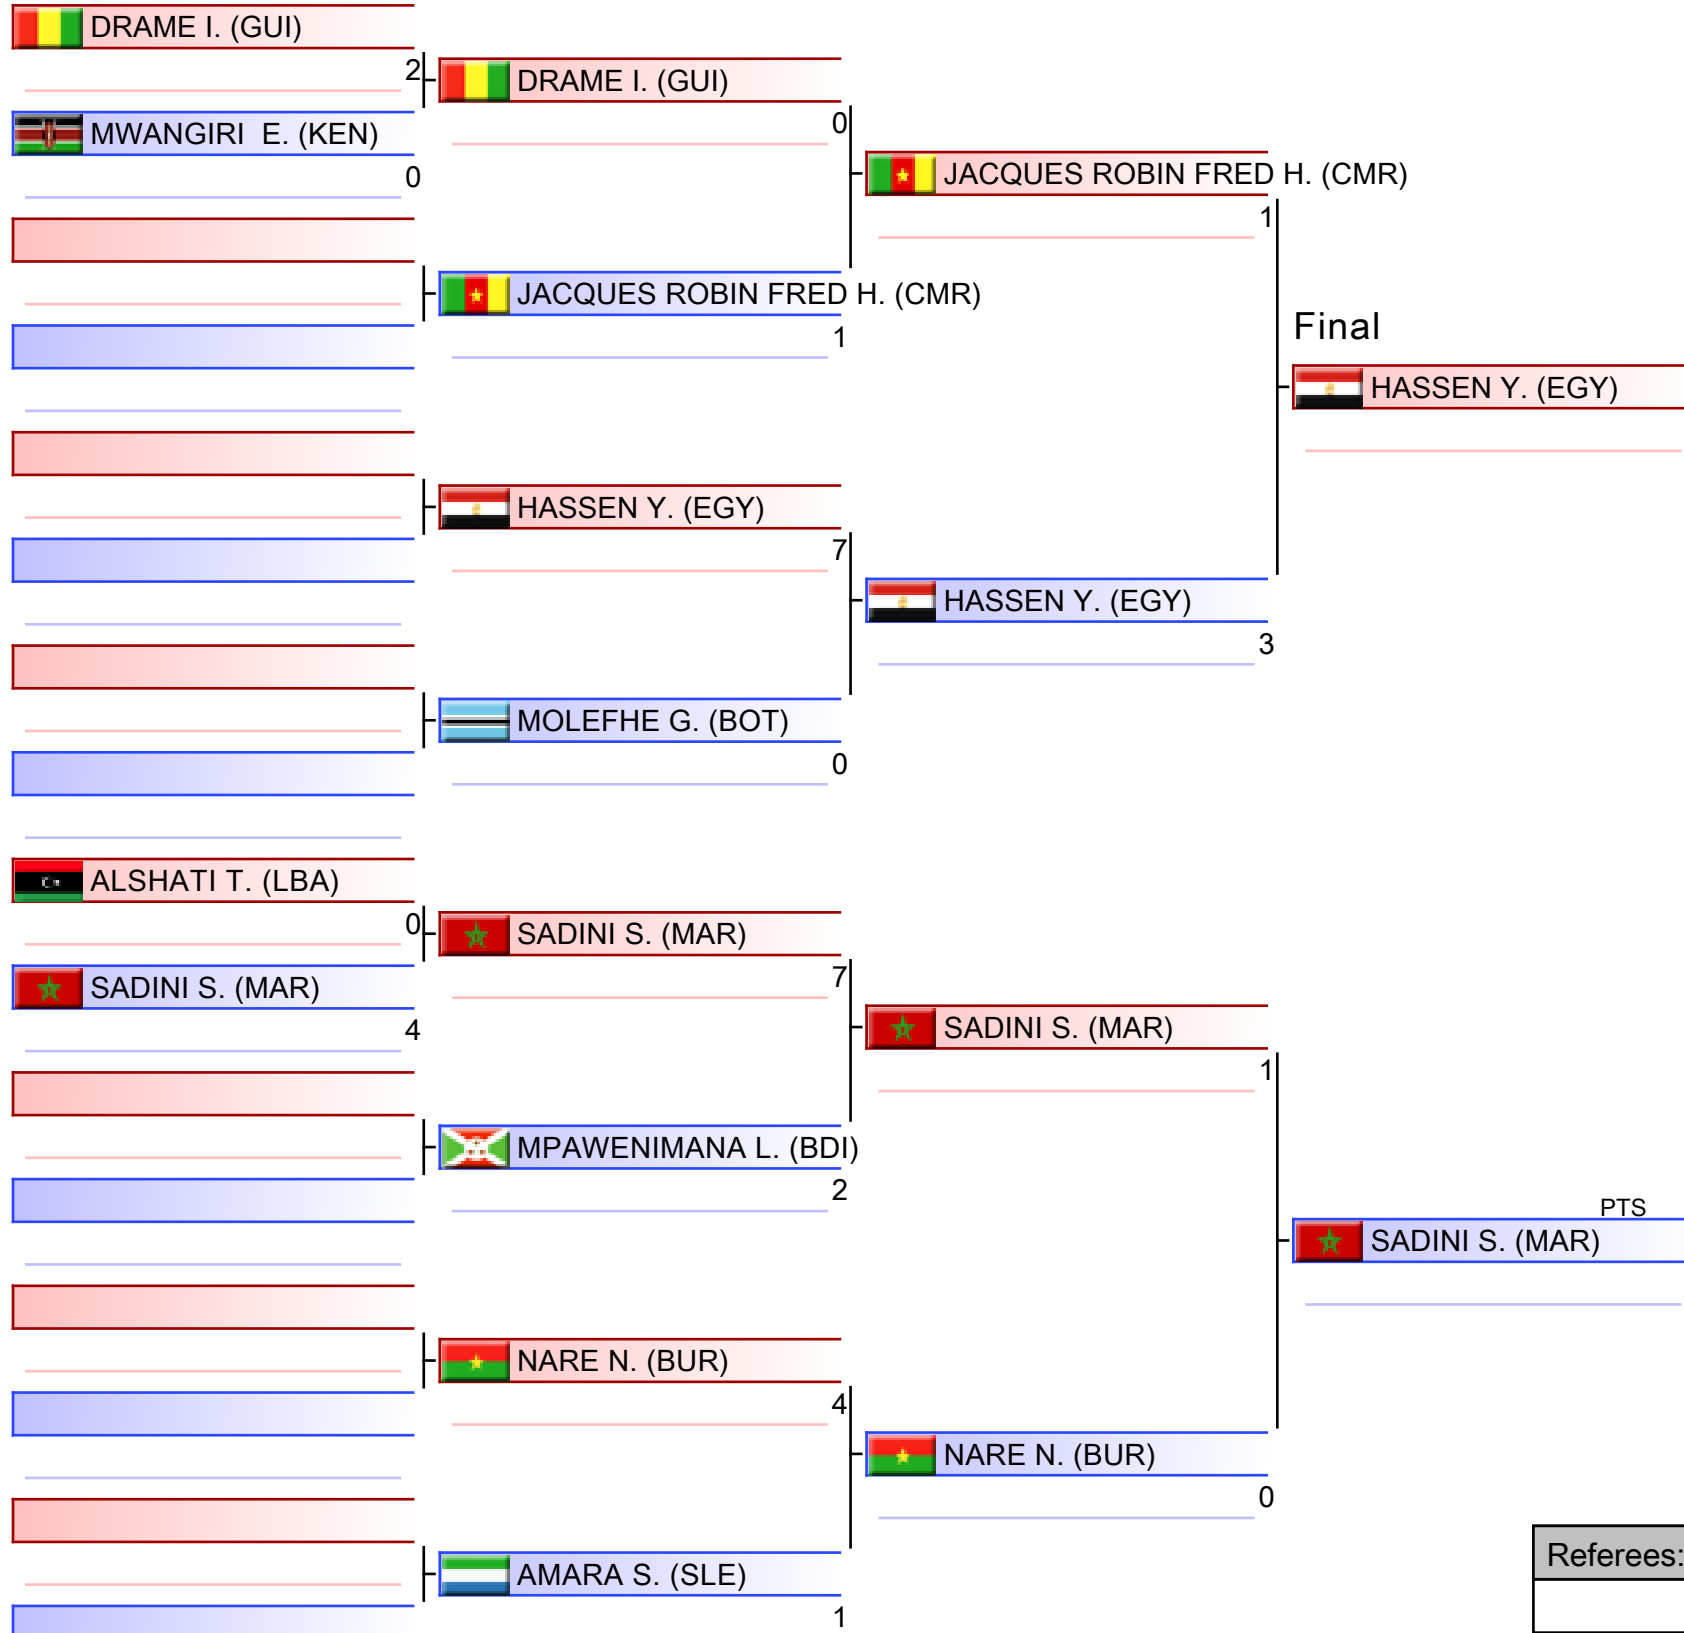 DRAME I. (GUI)
2
MWANGIRI  E. (KEN)
0
DRAME I. (GUI)
0
JACQUES ROBIN FRED H. (CMR)
1
JACQUES ROBIN FRED H. (CMR)
1
Final
HASSEN Y. (EGY)
HASSEN Y. (EGY)
7
HASSEN Y. (EGY)
3
MOLEFHE G. (BOT)
0
ALSHATI T. (LBA)
0
SADINI S. (MAR)
4
SADINI S. (MAR)
7
SADINI S. (MAR)
1
MPAWENIMANA L. (BDI)
2
PTS
SADINI S. (MAR)
NARE N. (BUR)
4
NARE N. (BUR)
0
AMARA S. (SLE)
1
Referees: